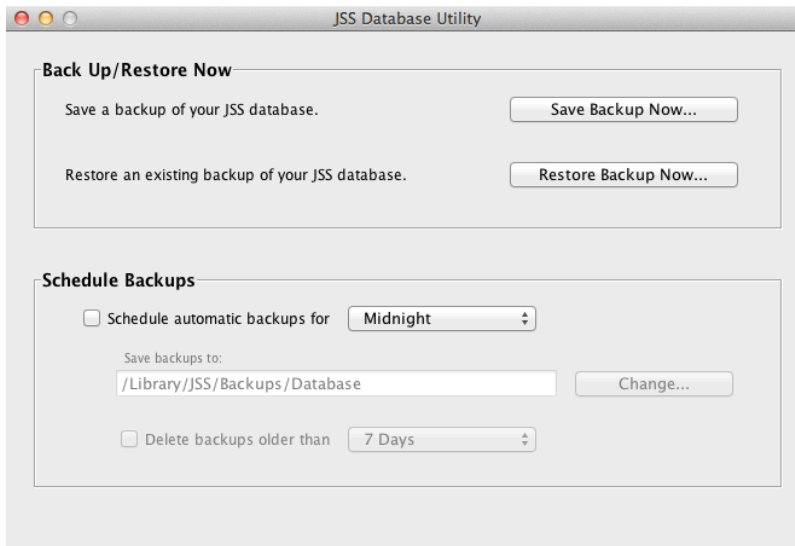 JSS Database Utility
Back Up/Restore Now
Save a backup of your JSS database.
Save Backup Now...
Restore an existing backup of your JSS database.
Restore Backup Now...
Schedule Backups
Schedule automatic backups for
Midnight
Save backups to:
/Library/JSS/Backups/Database
Change...
Delete backups older than
7 Days